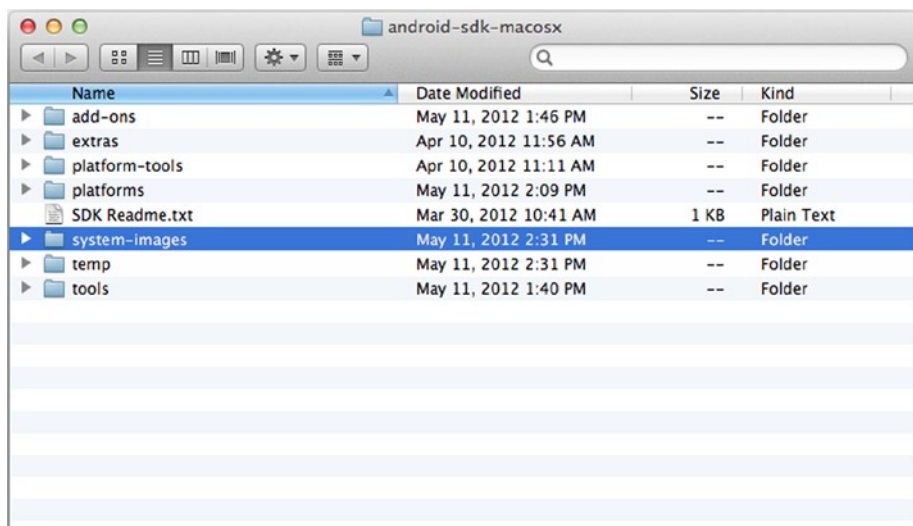 android-sdk-macosx
Name Date Modified Size Kind
add-ons May 11, 2012 1:46 PM -- Folder
extras Apr 10, 2012 11:56 AM -- Folder
platform-tools Apr 10, 2012 11:11 AM -- Folder
platforms May 11, 2012 2:09 PM -- Folder
SDK Readme.txt Mar 30, 2012 10:41 AM 1 KB Plain Text
system-images May 11, 2012 2:31 PM -- Folder
temp May 11, 2012 2:31 PM -- Folder
tools May 11, 2012 1:40 PM -- Folder